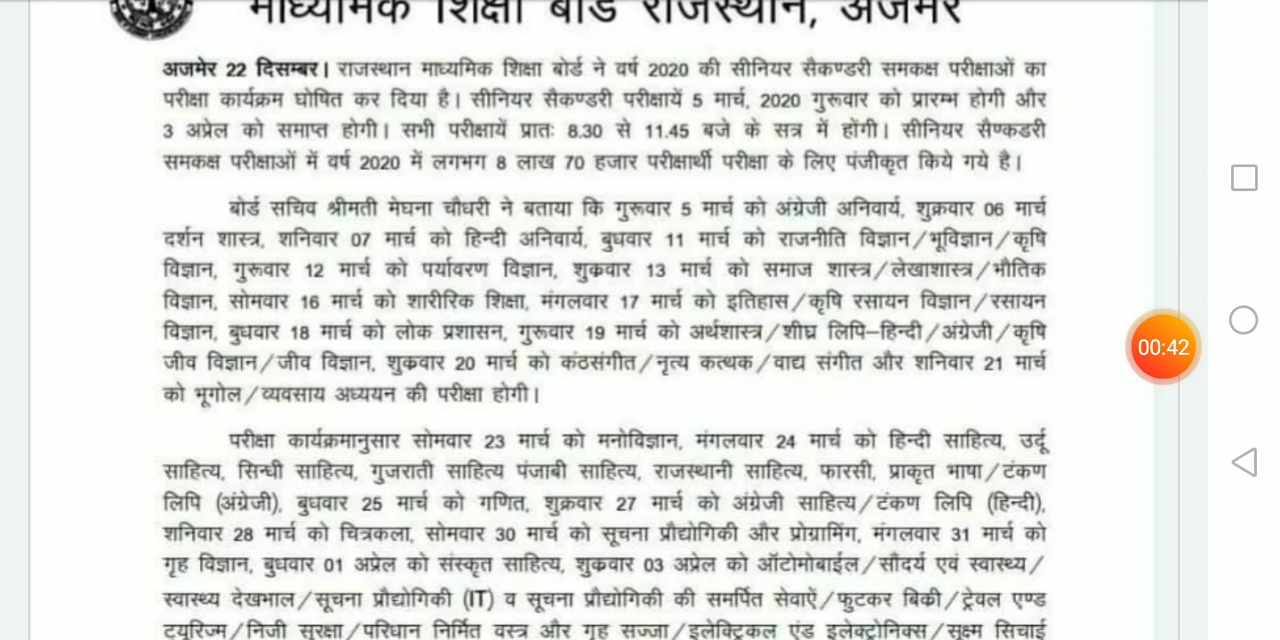 माध्यमिक शिक्षा बोर्ड राजस्थान, अजमेर
अजमेर 22 दिसम्बर। राजस्थान माध्यमिक शिक्षा बोर्ड ने वर्ष 2020 की सीनियर सैकण्डरी समकक्ष परीक्षाओं का
परीक्षा कार्यक्रम घोषित कर दिया है। सीनियर सैकण्डरी परीक्षायें 5 मार्च, 2020 गुरूवार को प्रारम्भ होगी और
3 अप्रेल को समाप्त होगी। सभी परीक्षायें प्रातः 8.30 से 11.45 बजे के सत्र में होंगी। सीनियर सैण्कडरी
समकक्ष परीक्षाओं में वर्ष 2020 में लगभग 8 लाख 70 हजार परीक्षार्थी परीक्षा के लिए पंजीकृत किये गये है।
बोर्ड सचिव श्रीमती मेघना चौधरी ने बताया कि गुरूवार 5 मार्च को अंग्रेजी अनिवार्य, शुक्रवार 06 मार्च
दर्शन शास्त्र, शनिवार 07 मार्च को हिन्दी अनिवार्य, बुधवार 11 मार्च को राजनीति विज्ञान/भूविज्ञान/कृषि
विज्ञान, गुरूवार 12 मार्च को पर्यावरण विज्ञान, शुक्रवार 13 मार्च को समाज शास्त्र/लेखाशास्त्र/भौतिक
विज्ञान, सोमवार 16 मार्च को शारीरिक शिक्षा, मंगलवार 17 मार्च को इतिहास/कृषि रसायन विज्ञान/रसायन
विज्ञान, बुधवार 18 मार्च को लोक प्रशासन, गुरूवार 19 मार्च को अर्थशास्त्र/शीघ्र लिपि–हिन्दी/अंग्रेजी/कृषि
जीव विज्ञान/जीव विज्ञान, शुक्रवार 20 मार्च को कंठसंगीत/नृत्य कत्थक/वाद्य संगीत और शनिवार 21 मार्च
को भूगोल/व्यवसाय अध्ययन की परीक्षा होगी।
00:42
परीक्षा कार्यक्रमानुसार सोमवार 23 मार्च को मनोविज्ञान, मंगलवार 24 मार्च को हिन्दी साहित्य, उर्दू
साहित्य, सिन्धी साहित्य, गुजराती साहित्य पंजाबी साहित्य, राजस्थानी साहित्य, फारसी, प्राकृत भाषा/टंकण
लिपि (अंग्रेजी), बुधवार 25 मार्च को गणित, शुक्रवार 27 मार्च को अंग्रेजी साहित्य/टंकण लिपि (हिन्दी),
शनिवार 28 मार्च को चित्रकला, सोमवार 30 मार्च को सूचना प्रौद्योगिकी और प्रोग्रामिंग, मंगलवार 31 मार्च को
गृह विज्ञान, बुधवार 01 अप्रेल को संस्कृत साहित्य, शुक्रवार 03 अप्रेल को ऑटोमोबाईल/सौंदर्य एवं स्वास्थ्य/
स्वास्थ्य देखभाल/सूचना प्रौद्योगिकी (IT) व सूचना प्रौद्योगिकी की समर्पित सेवाऐं/फुटकर बिक्री/ट्रेवल एण्ड
टयूरिज्म/निजी सुरक्षा/परिधान निर्मित वस्त्र और गृह सज्जा/इलेक्ट्रिकल एंड इलेक्ट्रोनिक्स/सूक्ष्म सिंचाई